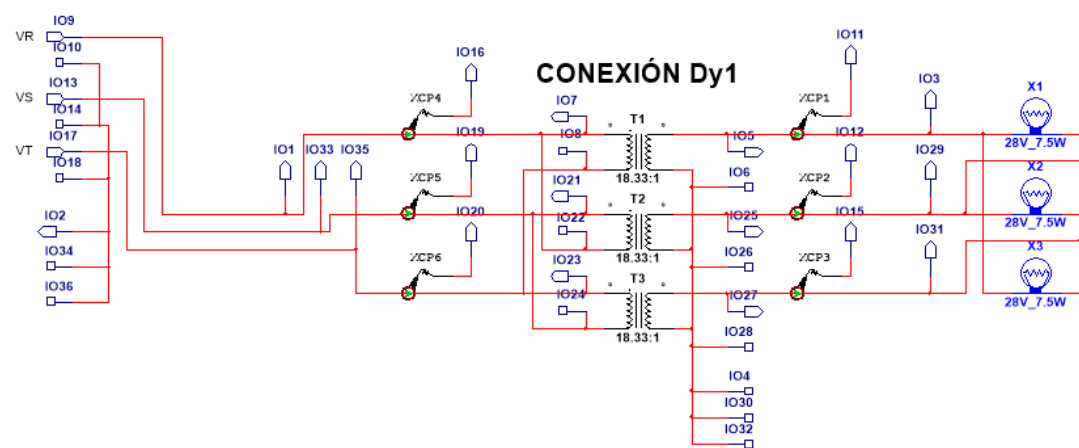 IO9
VR
IO10
IO13
VS
IO14
IO17
VT
IO18
IO2
IO34
IO36
IO1
IO33
IO35
XCP4
IO16
XCP5
IO19
XCP6
IO20
CONEXIÓN Dy1
IO7
IO8
T1
18.33:1
IO21
IO22
T2
18.33:1
IO23
IO24
T3
18.33:1
IO5
IO6
IO25
IO26
IO27
IO28
IO4
IO30
IO32
XCP1
IO11
XCP2
IO12
XCP3
IO15
IO3
IO29
IO31
X1
28V_7.5W
X2
28V_7.5W
X3
28V_7.5W